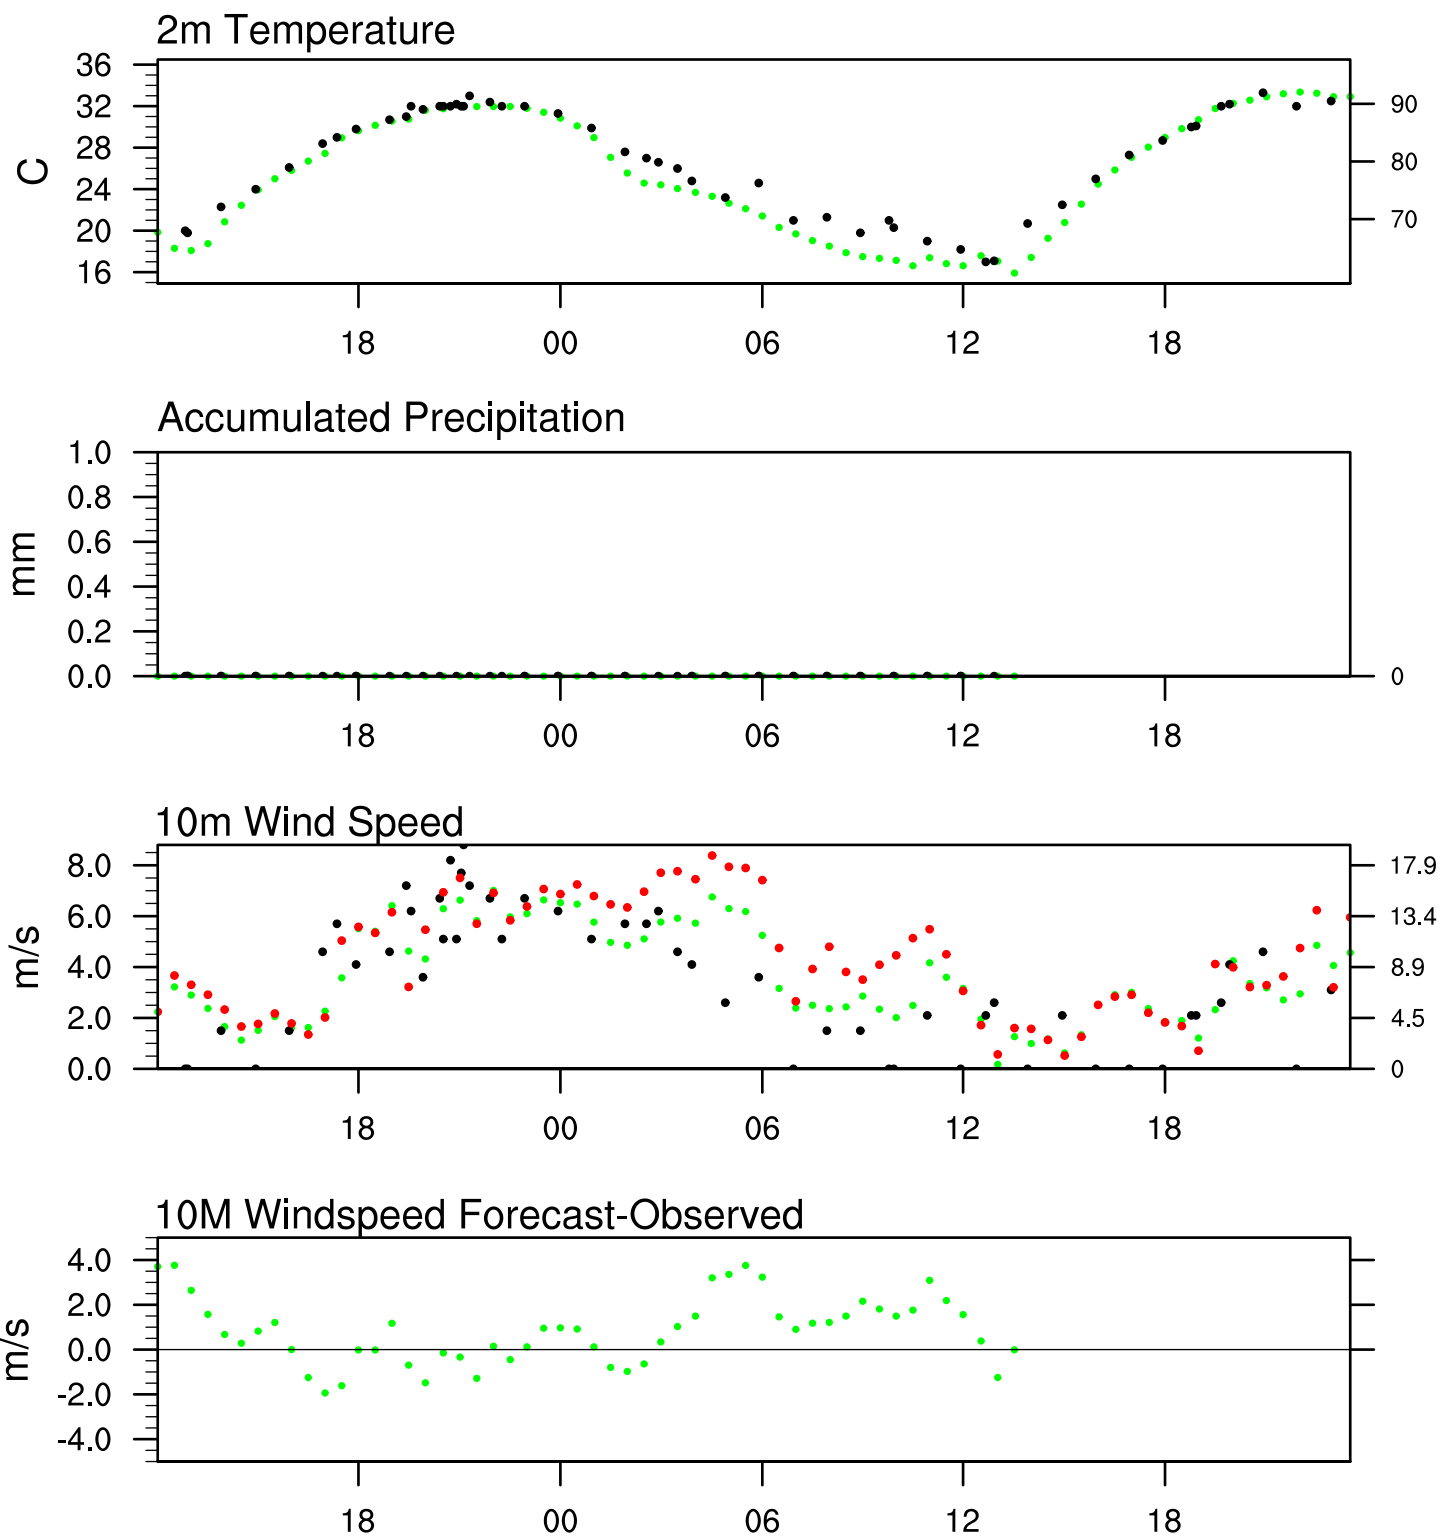 2m Temperature
36
32
28
24
20
16
C
90
80
70
18 00 06 12 18
Accumulated Precipitation
1.0
0.8
0.6
0.4
0.2
0.0
mm
0
18 00 06 12 18
10m Wind Speed
8.0
6.0
4.0
2.0
0.0
m/s
17.9
13.4
8.9
4.5
0
18 00 06 12 18
10M Windspeed Forecast-Observed
4.0
2.0
0.0
-2.0
-4.0
m/s
18 00 06 12 18